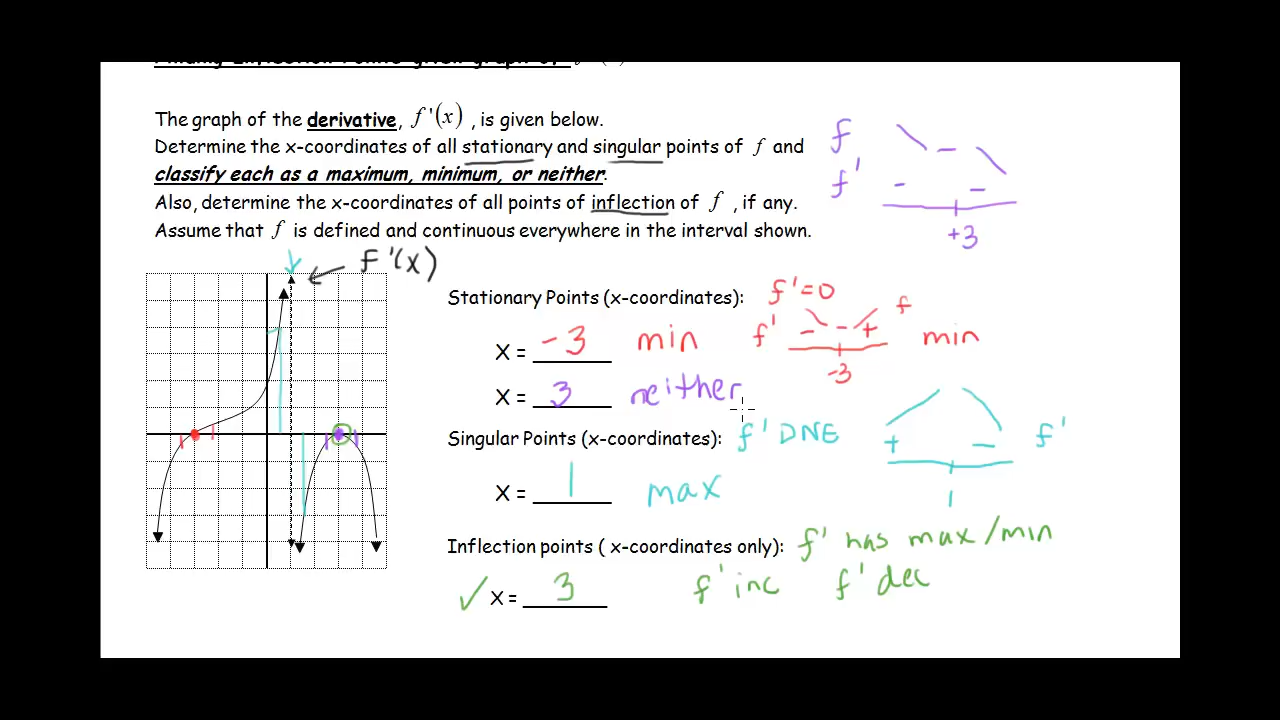 The graph of the derivative, f'(x), is given below.
Determine the x-coordinates of all stationary and singular points of f and
classify each as a maximum, minimum, or neither.
Also, determine the x-coordinates of all points of inflection of f, if any.
Assume that f is defined and continuous everywhere in the interval shown.
f
f' - -
+3
f'(x)
Stationary Points (x-coordinates): f'=0
X = -3 min f' - + f min
-3
X = 3 neither
Singular Points (x-coordinates): f' DNE + - f'
X = 1 max 1
Inflection points ( x-coordinates only): f' has max/min
✓ X = 3 f' inc f' dec